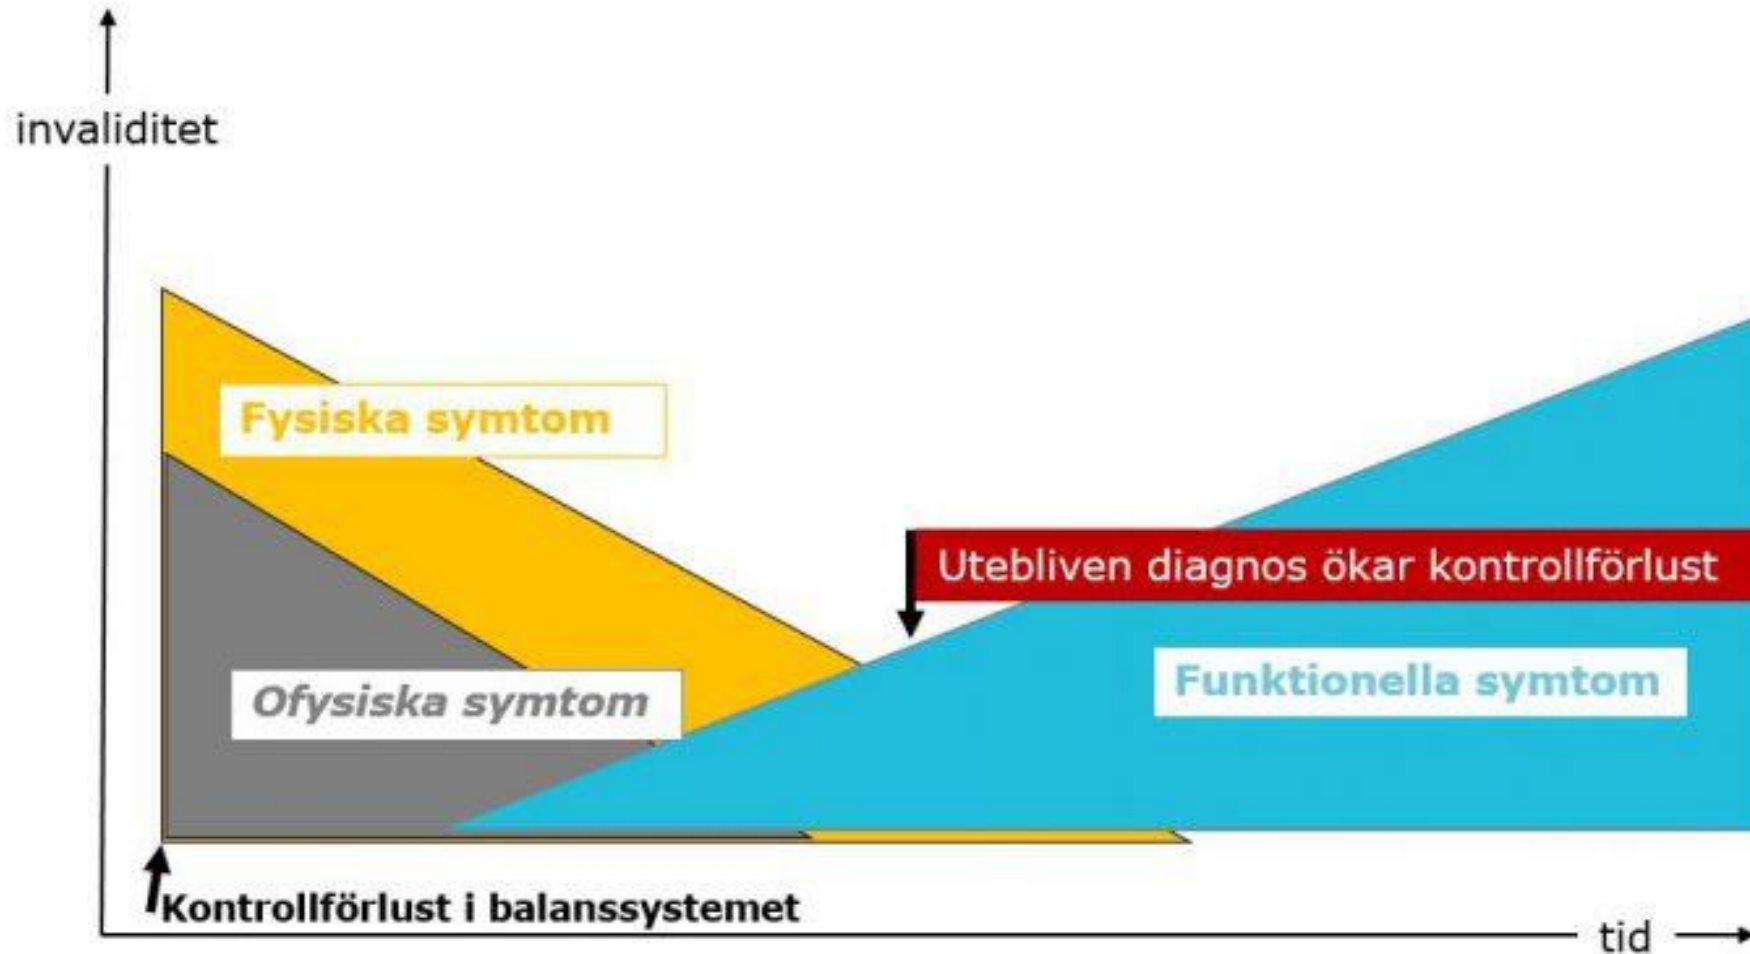 invaliditet
Fysiska symtom
Utebliven diagnos ökar kontrollförlust
Funktionella symtom
Ofysiska symtom
Kontrollförlust i balanssystemet
tid